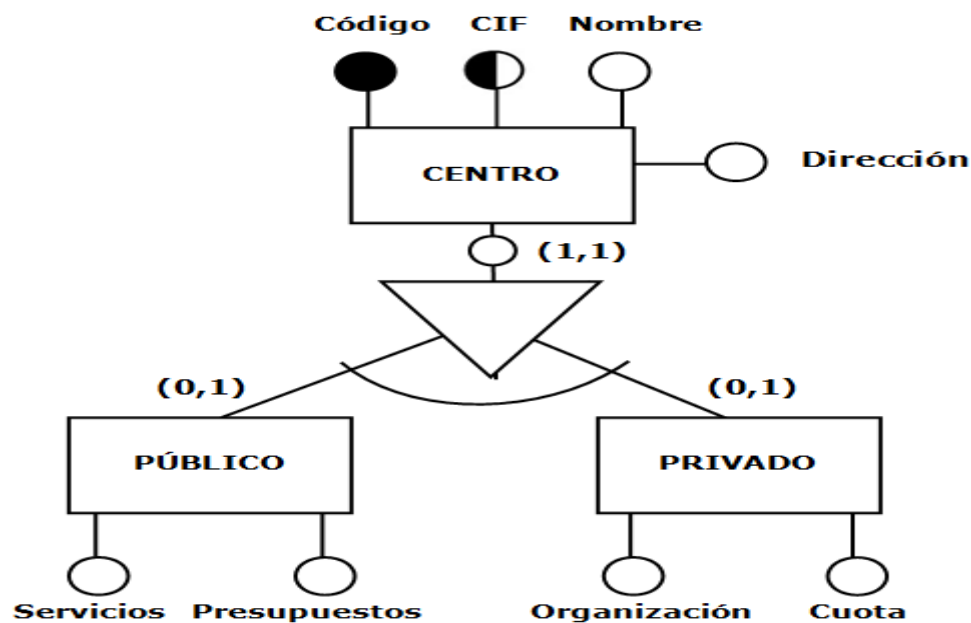 Código CIF Nombre
Dirección
CENTRO
(1,1)
(0,1) (0,1)
PÚBLICO PRIVADO
Servicios Presupuestos Organización Cuota